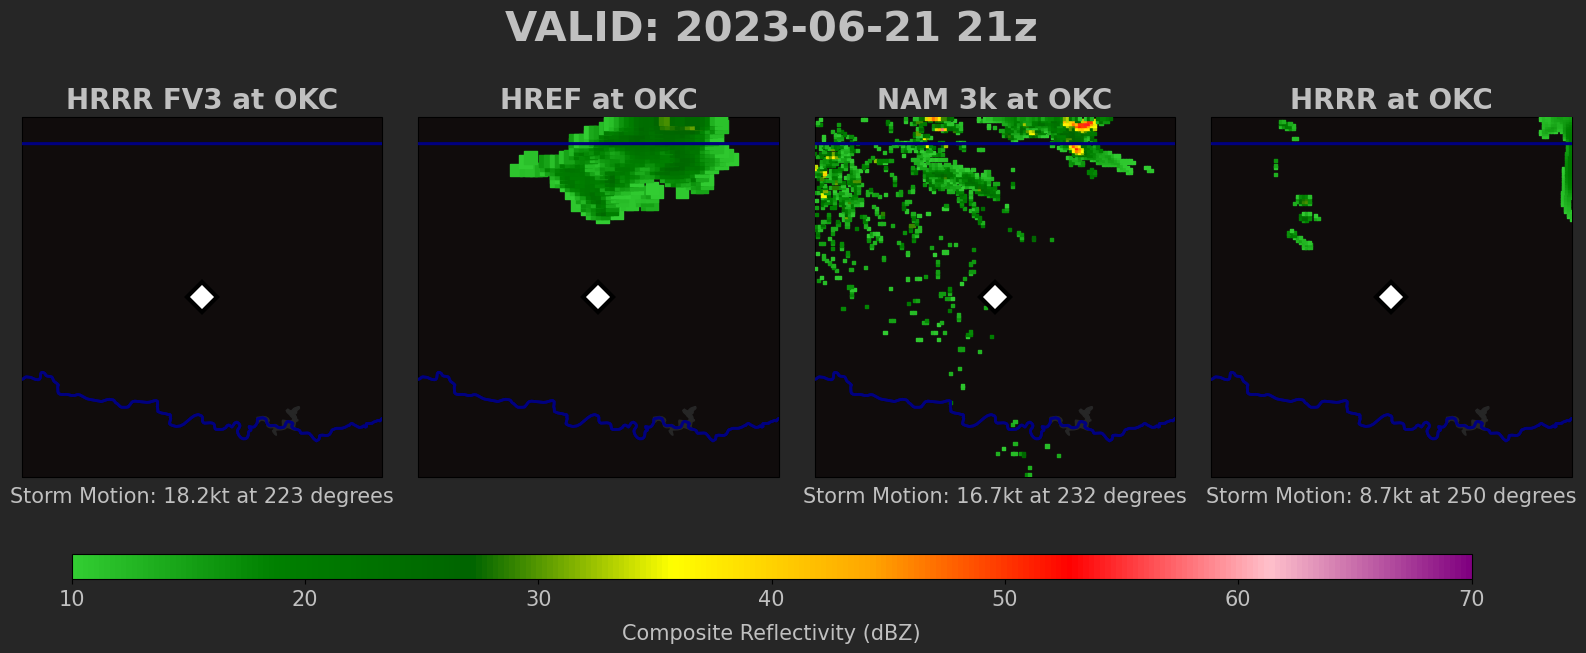 VALID: 2023-06-21 21z
HRRR FV3 at OKC
HREF at OKC
NAM 3k at OKC
HRRR at OKC
Storm Motion: 18.2kt at 223 degrees
Storm Motion: 16.7kt at 232 degrees
Storm Motion: 8.7kt at 250 degrees
10 20 30 40 50 60 70
Composite Reflectivity (dBZ)